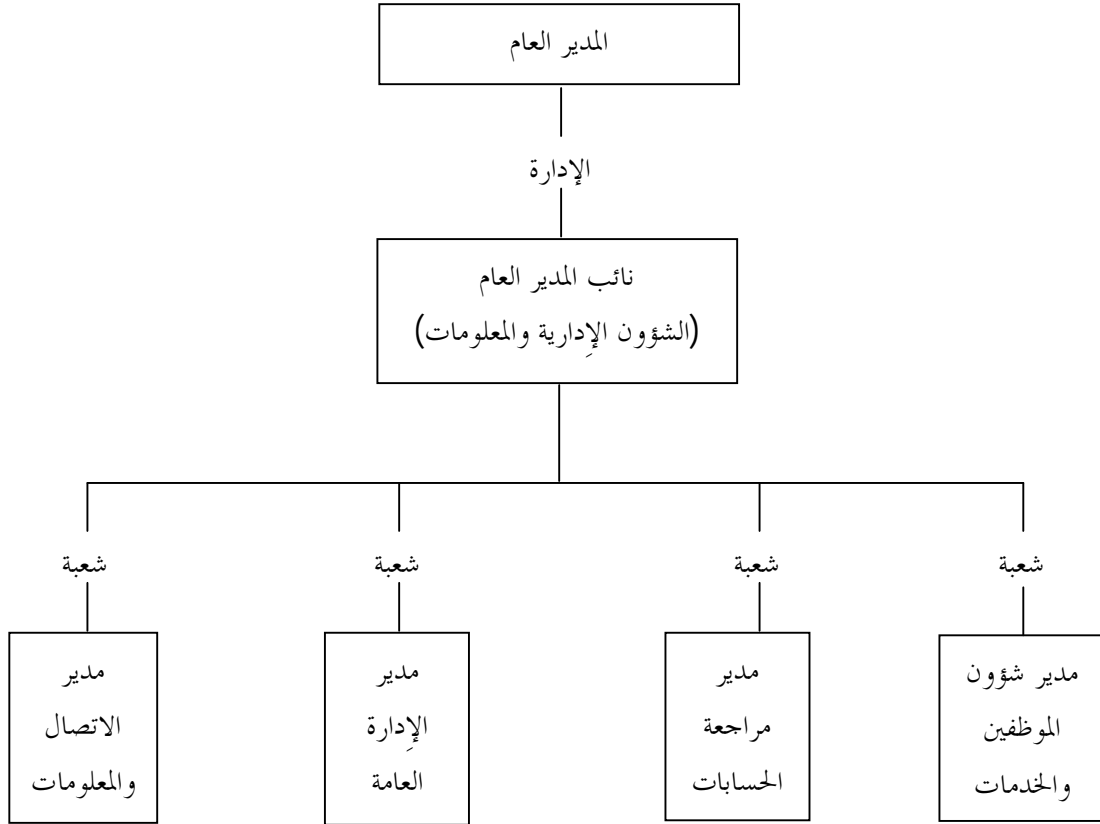 المدير العام
الإدارة
نائب المدير العام
(الشؤون الإدارية والمعلومات)
شعبة
شعبة
شعبة
شعبة
مدير شؤون
الموظفين
والخدمات
مدير
مراجعة
الحسابات
مدير
الإدارة
العامة
مدير
الاتصال
والمعلومات